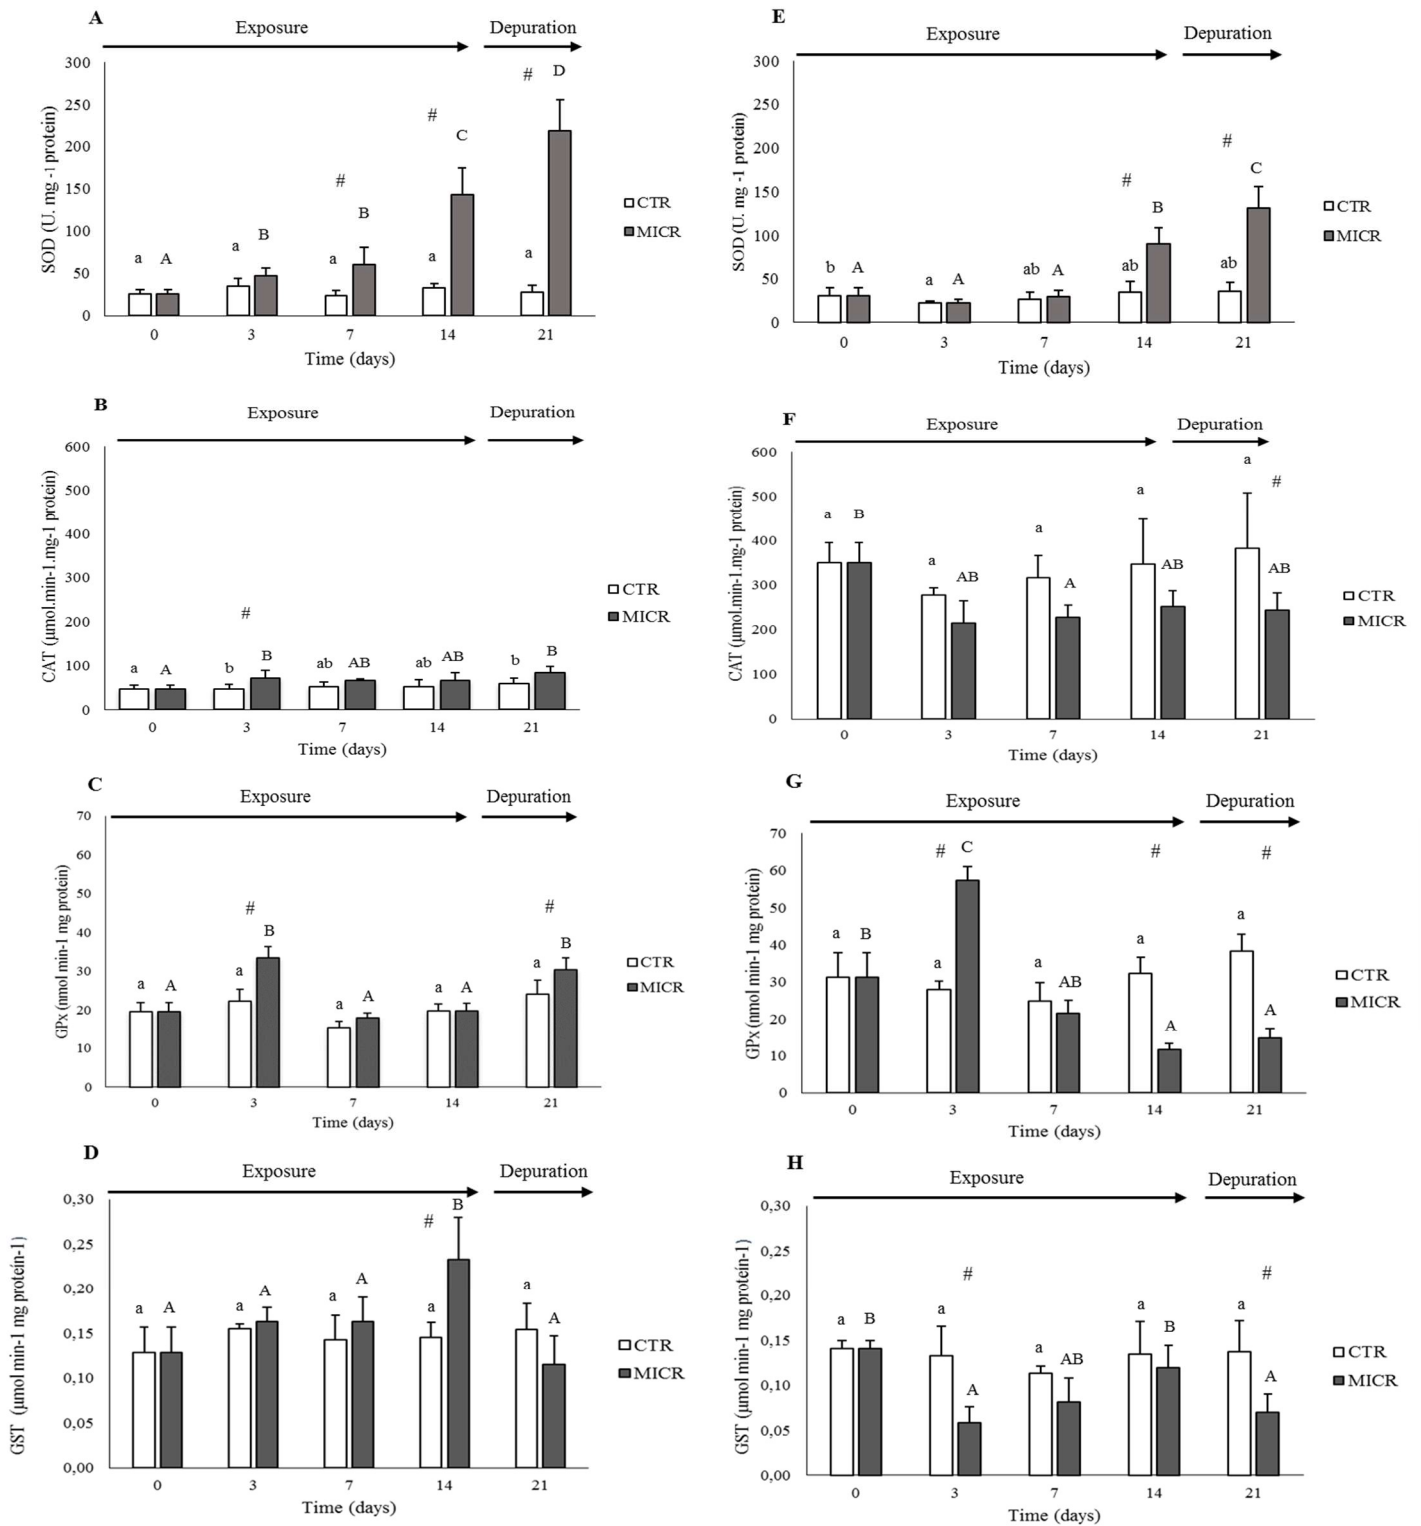 A
Exposure Depuration
SOD (U. mg -1 protein)
300
250
200
150
100
50
0
# D
# C
# B
a A a B a a a
0 3 7 14 21
Time (days)
CTR
MICR
E
Exposure Depuration
SOD (U. mg -1 protein)
300
250
200
150
100
50
0
# C
# B
b A a A ab A ab ab
0 3 7 14 21
Time (days)
CTR
MICR
B
Exposure Depuration
CAT (µmol.min-1.mg-1 protein)
600
500
400
300
200
100
0
#
a A b B ab AB ab AB b B
0 3 7 14 21
Time (days)
CTR
MICR
F
Exposure Depuration
CAT (µmol.min-1.mg-1 protein)
600
500
400
300
200
100
0
#
a B a AB a A a AB a AB
0 3 7 14 21
Time (days)
CTR
MICR
C
Exposure Depuration
GPx (nmol min-1 mg protein)
70
60
50
40
30
20
10
0
# #
a A a B a A a A a B
0 3 7 14 21
Time (days)
CTR
MICR
G
Exposure Depuration
GPx (nmol min-1 mg protein)
70
60
50
40
30
20
10
0
# # #
a B a C a AB a A a A
0 3 7 14 21
Time (days)
CTR
MICR
D
Exposure Depuration
GST (µmol min-1 mg protein-1)
0,30
0,25
0,20
0,15
0,10
0,05
0,00
#
a A a A a A a B a A
0 3 7 14 21
Time (days)
CTR
MICR
H
Exposure Depuration
GST (µmol min-1 mg protein-1)
0,30
0,25
0,20
0,15
0,10
0,05
0,00
# #
a B a A a AB a B a A
0 3 7 14 21
Time (days)
CTR
MICR